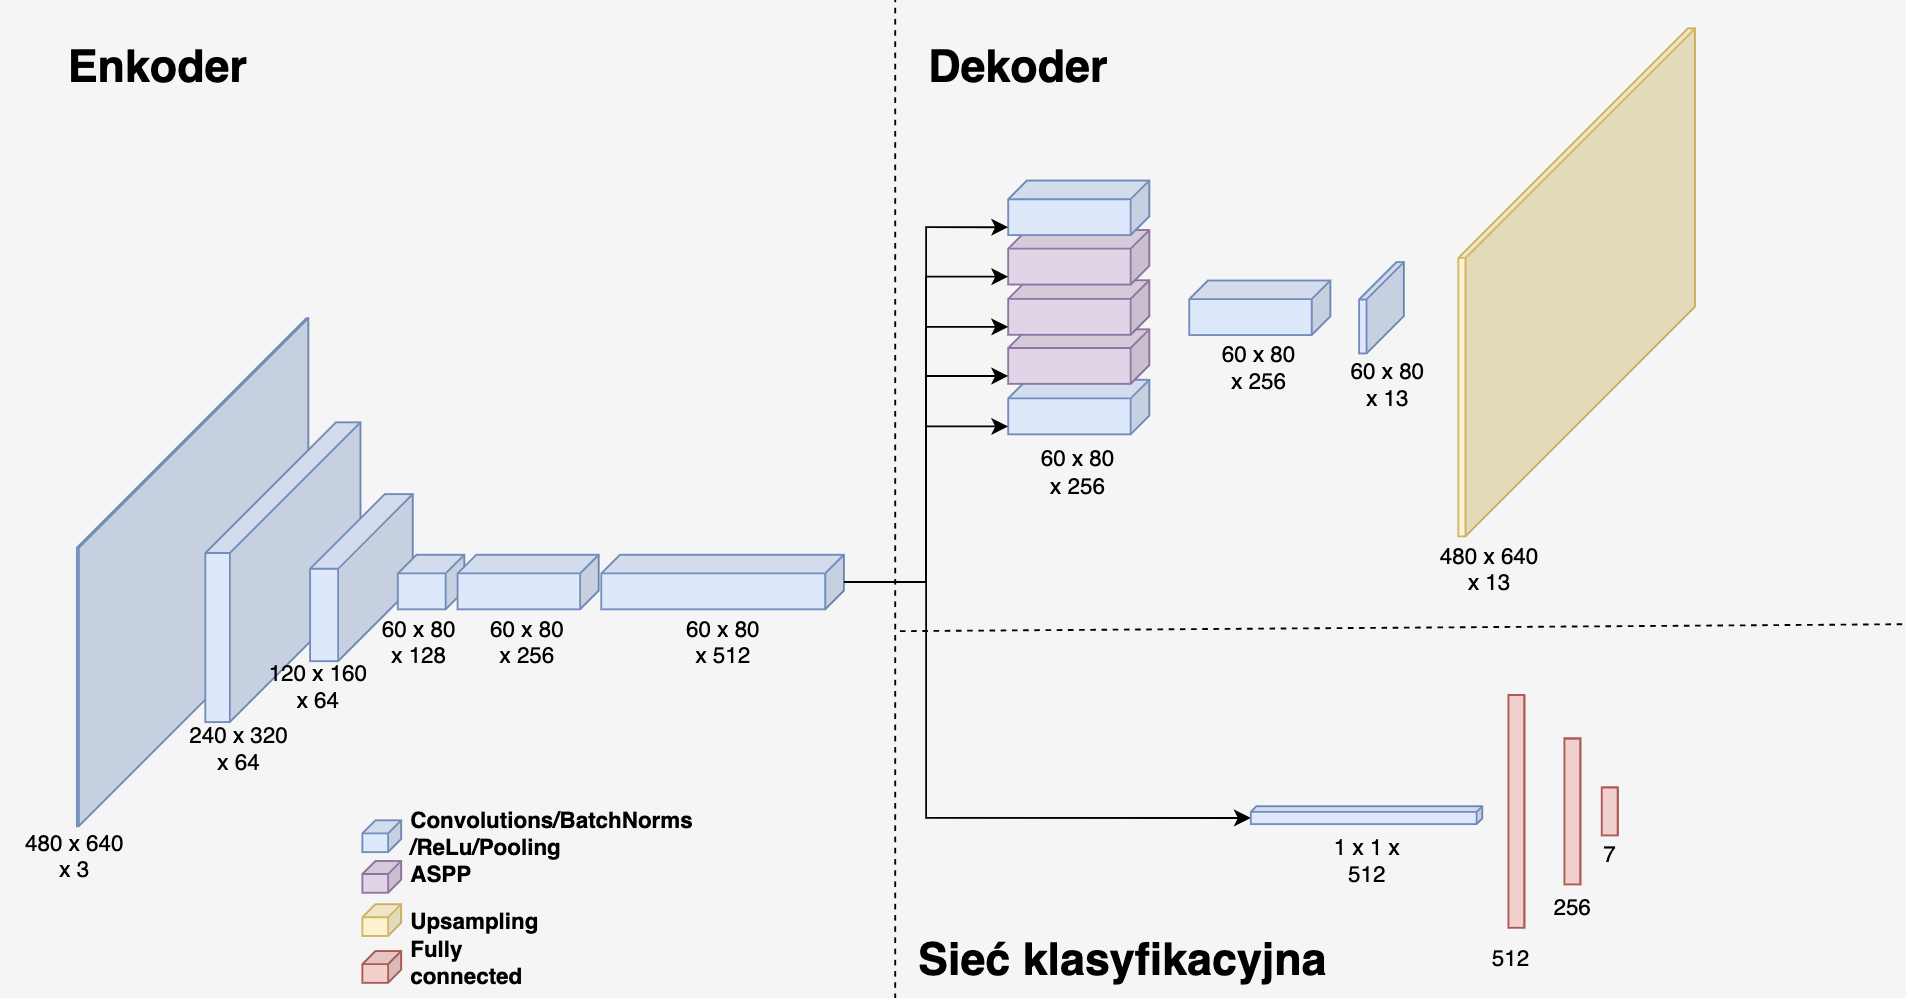 Enkoder
480 x 640
x 3
240 x 320
x 64
120 x 160
x 64
60 x 80
x 128
60 x 80
x 256
60 x 80
x 512
Convolutions/BatchNorms
/ReLu/Pooling
ASPP
Upsampling
Fully
connected
Dekoder
60 x 80
x 256
60 x 80
x 256
60 x 80
x 13
480 x 640
x 13
1 x 1 x
512
512
256
7
Sieć klasyfikacyjna